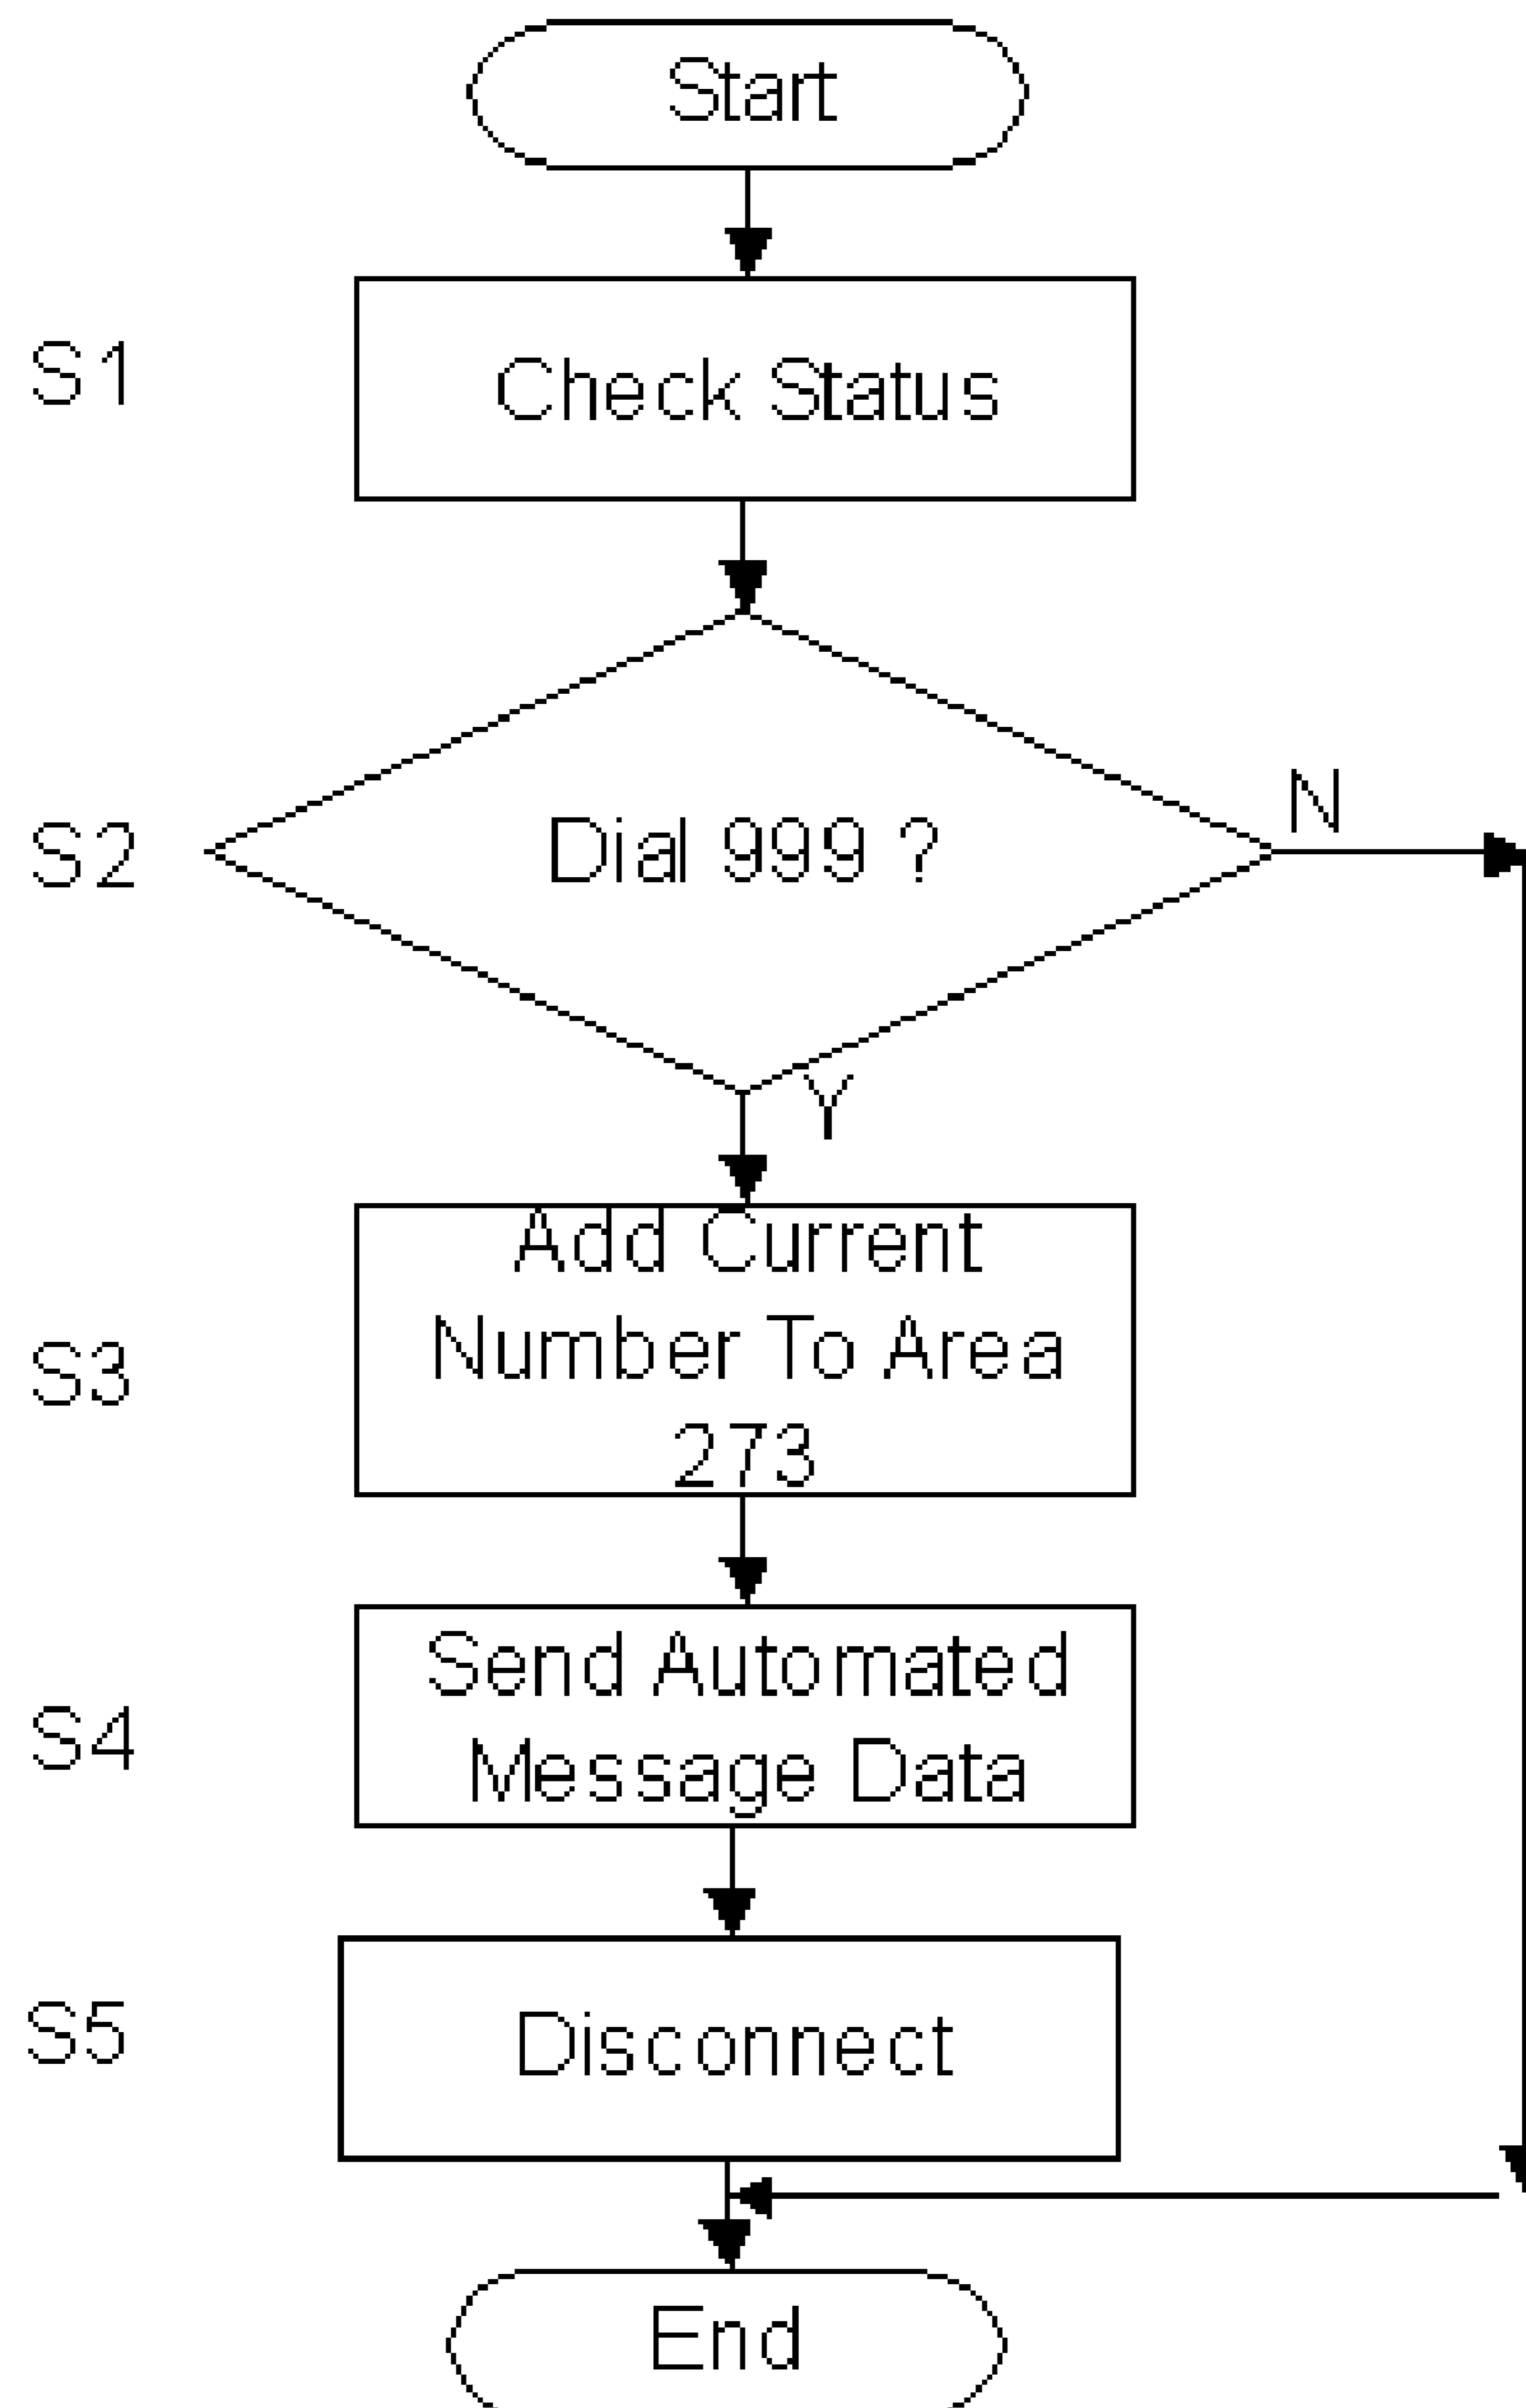 Start
S1
Check Status
S2
Dial 999 ?
N
Y
S3
Add Current
Number To Area
273
S4
Send Automated
Message Data
S5
Disconnect
End